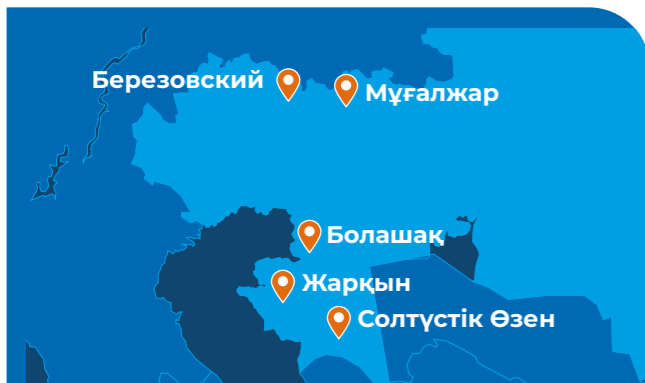 Березовский
Мұғалжар
Болашақ
Жарқын
Солтүстік Өзен